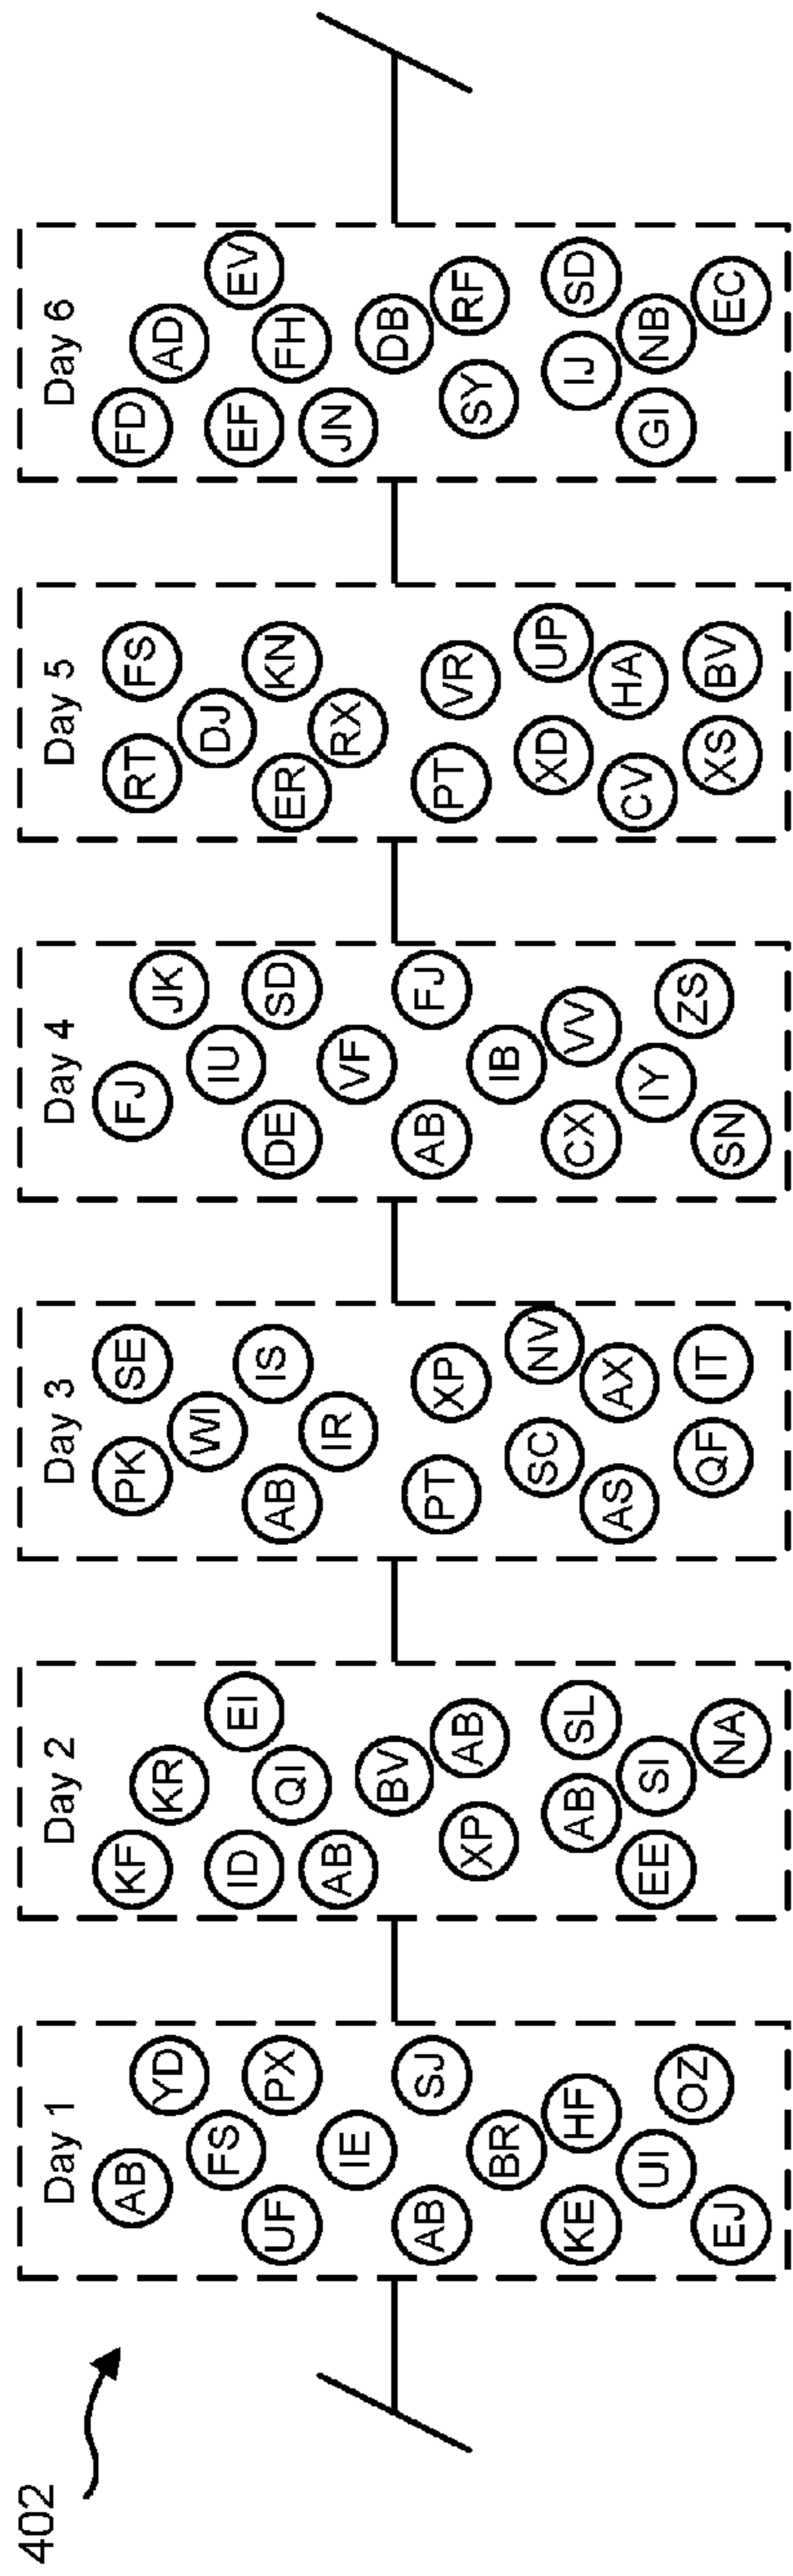 402
Day 1
AB
YD
FS
UF
PX
IE
AB
SJ
BR
KE
HF
UI
EJ
OZ
Day 2
KF
KR
ID
EI
QI
AB
BV
XP
AB
AB
SL
EE
SI
NA
Day 3
PK
SE
WI
AB
IS
IR
PT
XP
SC
NV
AS
AX
QF
IT
Day 4
FJ
JK
IU
DE
SD
VF
AB
FJ
IB
CX
VV
IY
SN
ZS
Day 5
RT
FS
DJ
ER
KN
RX
PT
VR
XD
UP
CV
HA
XS
BV
Day 6
FD
AD
EF
EV
FH
JN
DB
SY
RF
IJ
SD
GI
NB
EC